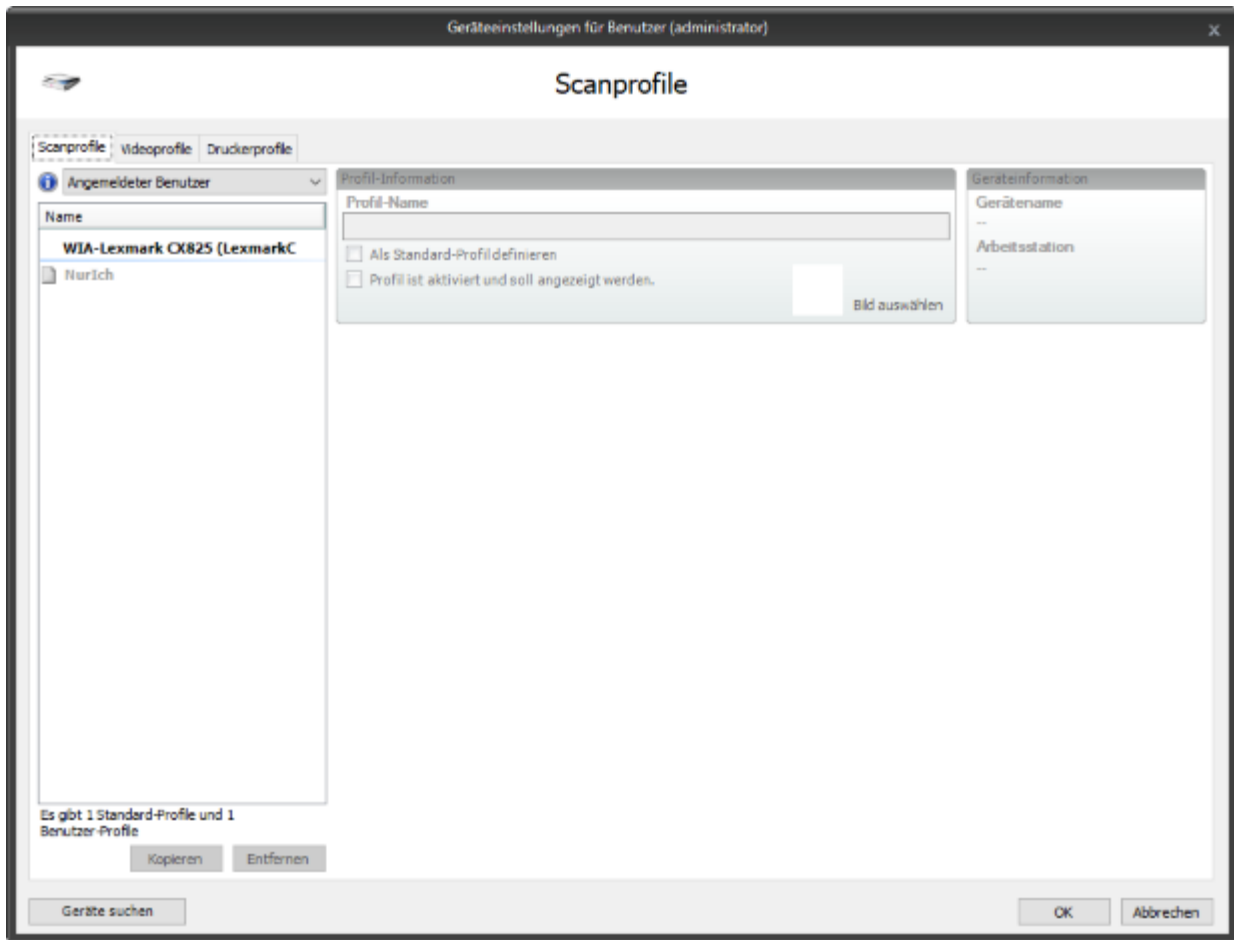 Geräteeinstellungen für Benutzer (administrator)
x
Scanprofile
Scanprofile Videoprofile Druckerprofile
Angemeldeter Benutzer
Name
WIA-Lexmark CX825 (LexmarkC
NurIch
Profil-Information
Profil-Name
Als Standard-Profil definieren
Profil ist aktiviert und soll angezeigt werden.
Bild auswählen
Geräteinformation
Gerätename
--
Arbeitsstation
--
Es gibt 1 Standard-Profile und 1
Benutzer-Profile
Kopieren Entfernen
Geräte suchen
OK Abbrechen